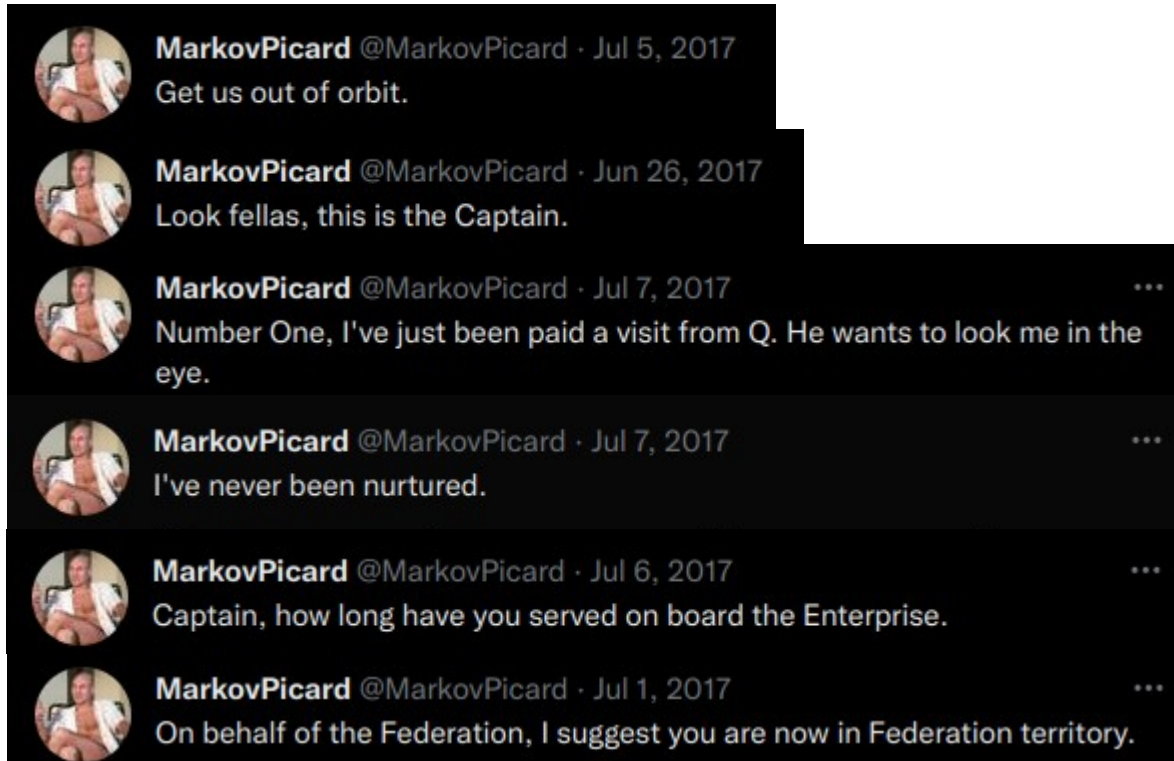 MarkovPicard @MarkovPicard · Jul 5, 2017
Get us out of orbit.
MarkovPicard @MarkovPicard · Jun 26, 2017
Look fellas, this is the Captain.
MarkovPicard @MarkovPicard · Jul 7, 2017
Number One, I've just been paid a visit from Q. He wants to look me in the
eye.
MarkovPicard @MarkovPicard · Jul 7, 2017
I've never been nurtured.
MarkovPicard @MarkovPicard · Jul 6, 2017
Captain, how long have you served on board the Enterprise.
MarkovPicard @MarkovPicard · Jul 1, 2017
On behalf of the Federation, I suggest you are now in Federation territory.